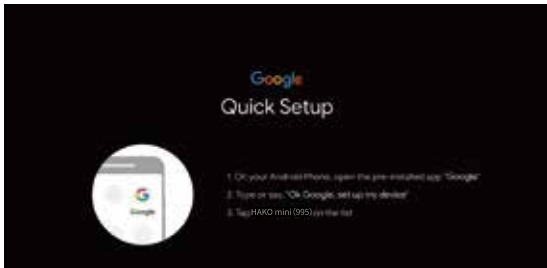 Google
Quick Setup
1. On your Android Phone, open the pre-installed app "Google"
2. Type or say, "Ok Google, set up my device"
3. Tap HAKO mini (995) on the list
Google